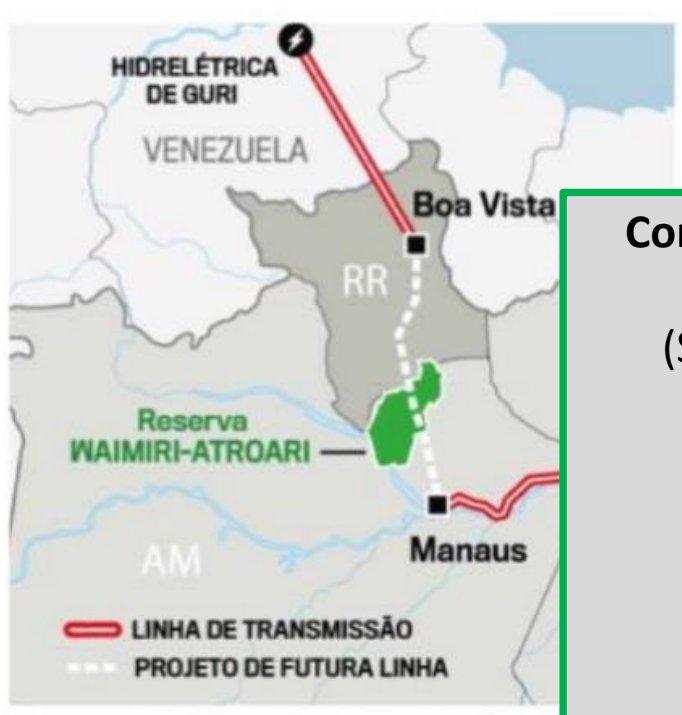 HIDRELÉTRICA
DE GURI
VENEZUELA
Boa Vista
RR
Reserva
WAIMIRI-ATROARI
AM
Manaus
LINHA DE TRANSMISSÃO
PROJETO DE FUTURA LINHA